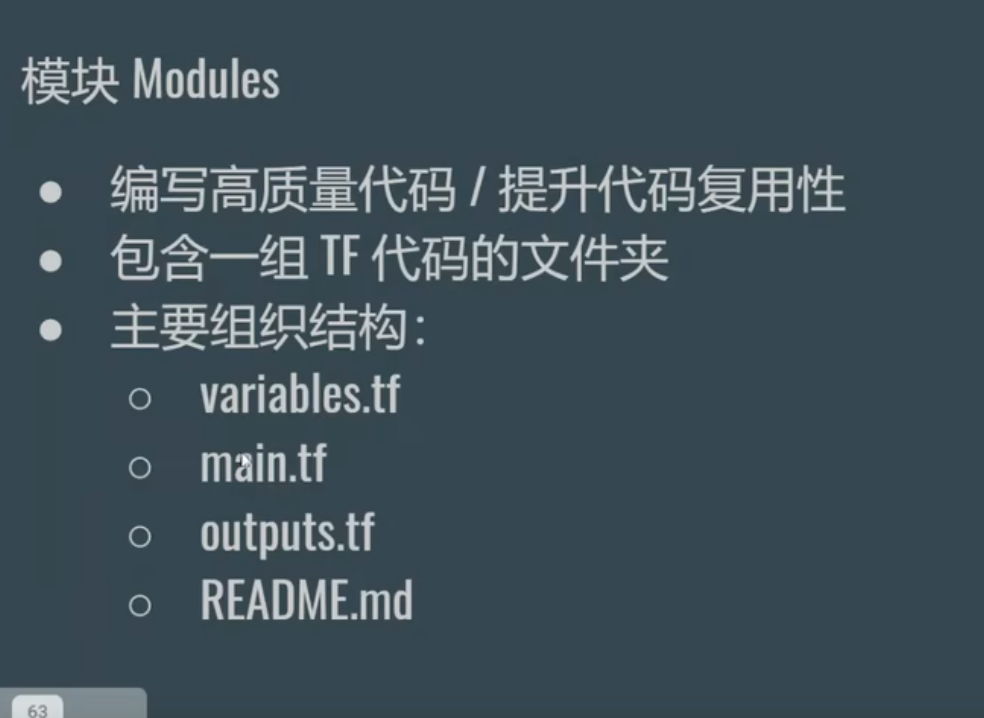 模块 Modules
编写高质量代码 / 提升代码复用性
包含一组 TF 代码的文件夹
主要组织结构：
variables.tf
main.tf
outputs.tf
README.md
63